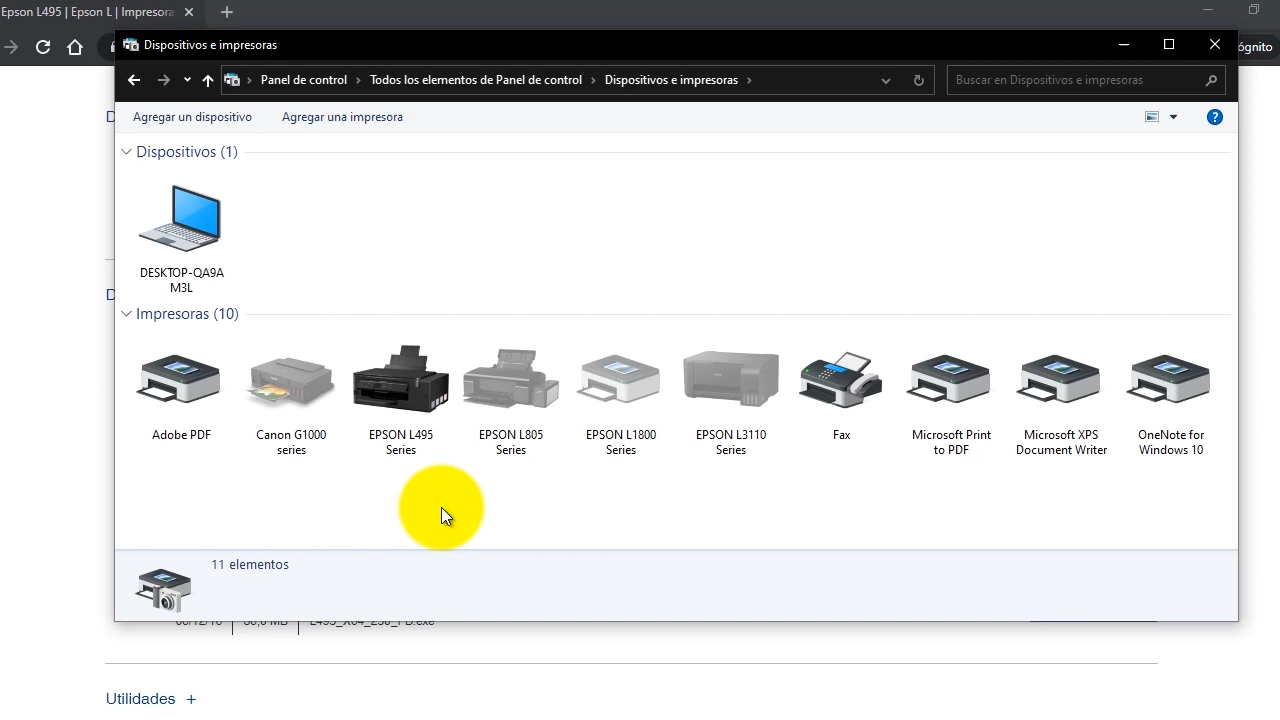 Epson L495 | Epson L | Impresora
ógnito
Dispositivos e impresoras
Panel de control
Todos los elementos de Panel de control
Dispositivos e impresoras
Buscar en Dispositivos e impresoras
Agregar un dispositivo
Agregar una impresora
?
D
Dispositivos (1)
DESKTOP-QA9A
M3L
D
Impresoras (10)
Adobe PDF
Canon G1000
series
EPSON L495
Series
EPSON L805
Series
EPSON L1800
Series
EPSON L3110
Series
Fax
Microsoft Print
to PDF
Microsoft XPS
Document Writer
OneNote for
Windows 10
11 elementos
Utilidades +